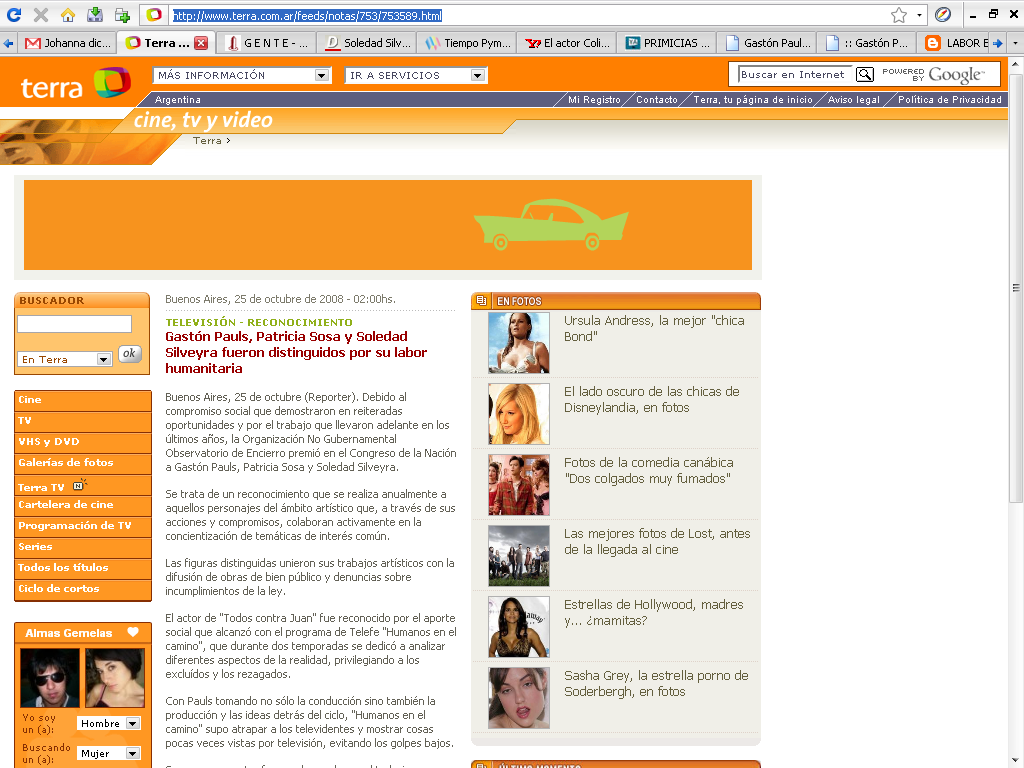 http://www.terra.com.ar/feeds/notas/753/753589.html
Johanna dic...
Terra ...
G E N T E - ...
Soledad Silv...
Tiempo Pym...
El actor Coli...
PRIMICIAS ...
Gastón Paul...
:: Gastón P...
LABOR E
terra
MÁS INFORMACIÓN
IR A SERVICIOS
Buscar en Internet
POWERED BY Google™
Argentina
Mi Registro
Contacto
Terra, tu página de inicio
Aviso legal
Política de Privacidad
cine, tv y video
Terra >
BUSCADOR
En Terra
ok
Cine
TV
VHS y DVD
Galerías de fotos
Terra TV N
Cartelera de cine
Programación de TV
Series
Todos los títulos
Ciclo de cortos
Almas Gemelas
Yo soy
un (a):
Hombre
Buscando
un (a):
Mujer
Buenos Aires, 25 de octubre de 2008 - 02:00hs.
TELEVISIÓN - RECONOCIMIENTO
Gastón Pauls, Patricia Sosa y Soledad
Silveyra fueron distinguidos por su labor
humanitaria
Buenos Aires, 25 de octubre (Reporter). Debido al
compromiso social que demostraron en reiteradas
oportunidades y por el trabajo que llevaron adelante en los
últimos años, la Organización No Gubernamental
Observatorio de Encierro premió en el Congreso de la Nación
a Gastón Pauls, Patricia Sosa y Soledad Silveyra.
Se trata de un reconocimiento que se realiza anualmente a
aquellos personajes del ámbito artístico que, a través de sus
acciones y compromisos, colaboran activamente en la
concientización de temáticas de interés común.
Las figuras distinguidas unieron sus trabajos artísticos con la
difusión de obras de bien público y denuncias sobre
incumplimientos de la ley.
El actor de "Todos contra Juan" fue reconocido por el aporte
social que alcanzó con el programa de Telefe "Humanos en el
camino", que durante dos temporadas se dedicó a analizar
diferentes aspectos de la realidad, privilegiando a los
excluídos y los rezagados.
Con Pauls tomando no sólo la conducción sino también la
producción y las ideas detrás del ciclo, "Humanos en el
camino" supo atrapar a los televidentes y mostrar cosas
pocas veces vistas por televisión, evitando los golpes bajos.
EN FOTOS
Ursula Andress, la mejor "chica
Bond"
El lado oscuro de las chicas de
Disneylandia, en fotos
Fotos de la comedia canábica
"Dos colgados muy fumados"
Las mejores fotos de Lost, antes
de la llegada al cine
Estrellas de Hollywood, madres
y... ¿mamitas?
Sasha Grey, la estrella porno de
Soderbergh, en fotos
ÚLTIMO MOMENTO